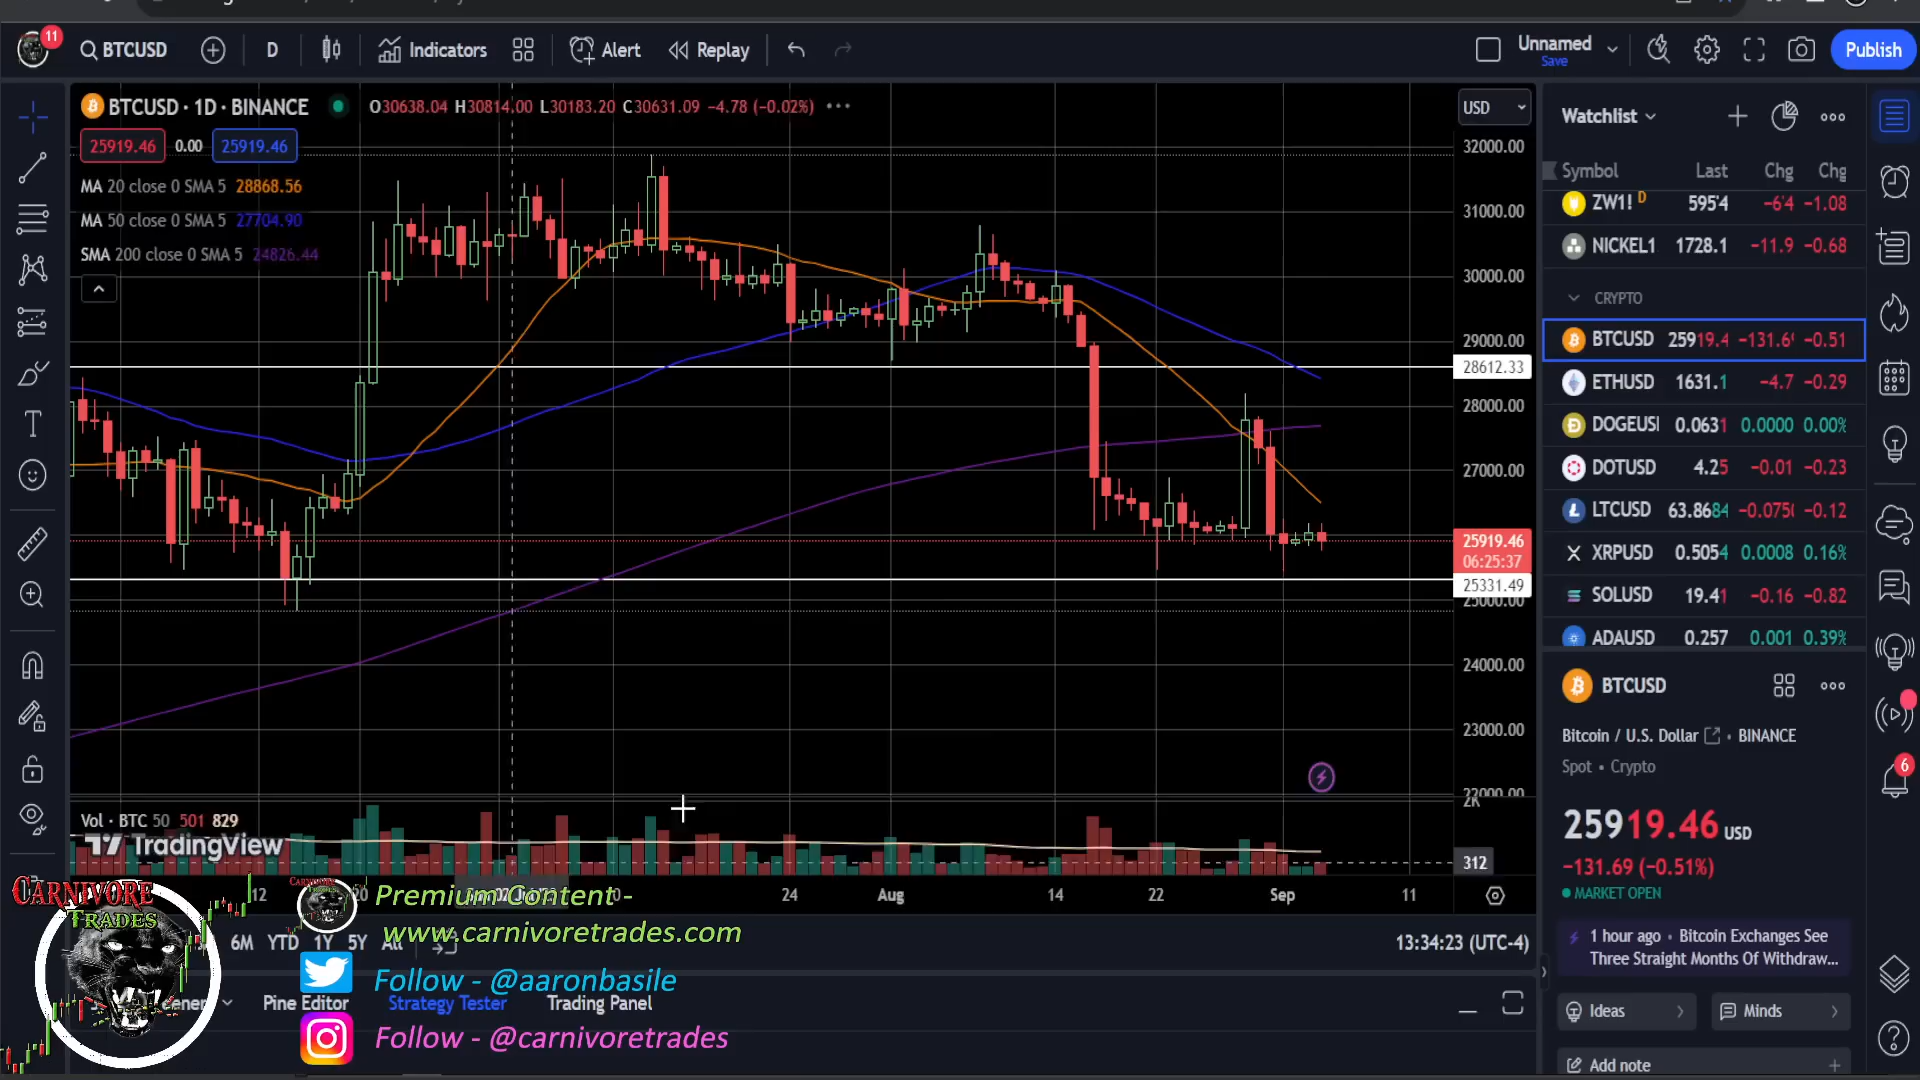 11
BTCUSD
D
Indicators
Alert
Replay
Unnamed
Save
Publish
BTCUSD · 1D · BINANCE
O30638.04 H30814.00 L30183.20 C30631.09 −4.78 (−0.02%)
25919.46 0.00 25919.46
MA 20 close 0 SMA 5 28868.56
MA 50 close 0 SMA 5 27704.90
SMA 200 close 0 SMA 5 24826.44
USD
32000.00
31000.00
30000.00
29000.00
28612.33
28000.00
27000.00
25919.46
06:25:37
25331.49
25000.00
24000.00
23000.00
22000.00
2K
312
Vol · BTC 50 501 829
TradingView
12
20
24
Aug
14
22
Sep
11
6M YTD 1Y 5Y All
13:34:23 (UTC-4)
Pine Editor
Strategy Tester
Trading Panel
CARNIVORE
TRADES
Premium Content -
www.carnivoretrades.com
Follow - @aaronbasile
Follow - @carnivoretrades
Watchlist
Symbol Last Chg Chg
ZW1! D 595'4 −6'4 −1.08
NICKEL1 1728.1 −11.9 −0.68
CRYPTO
BTCUSD 25919.4 −131.6 −0.51
ETHUSD 1631.1 −4.7 −0.29
DOGEUSI 0.0631 0.0000 0.00%
DOTUSD 4.25 −0.01 −0.23
LTCUSD 63.8684 −0.075 −0.12
XRPUSD 0.5054 0.0008 0.16%
SOLUSD 19.41 −0.16 −0.82
ADAUSD 0.257 0.001 0.39%
BTCUSD
Bitcoin / U.S. Dollar · BINANCE
Spot • Crypto
25919.46 USD
−131.69 (−0.51%)
MARKET OPEN
1 hour ago • Bitcoin Exchanges See
Three Straight Months Of Withdraw...
Ideas
Minds
Add note
6